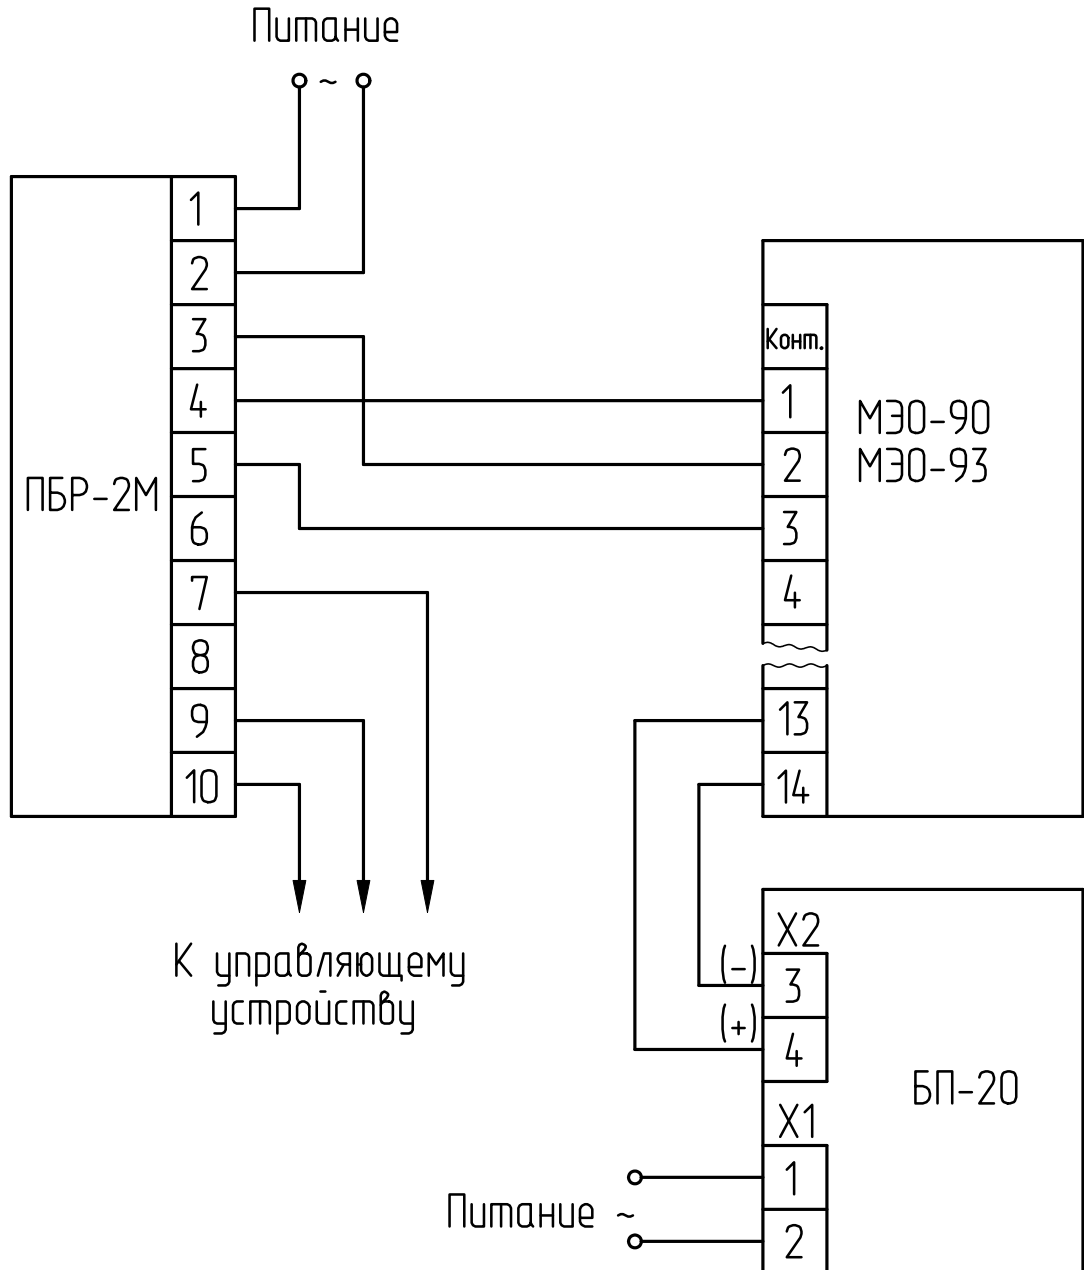 Питание
~
1
2
3
4
5
6
7
8
9
10
ПБР-2М
К управляющему
устройству
Конт.
1
2
3
4
13
14
МЭО-90
МЭО-93
(-)
(+)
Х2
3
4
Х1
1
2
БП-20
Питание ~